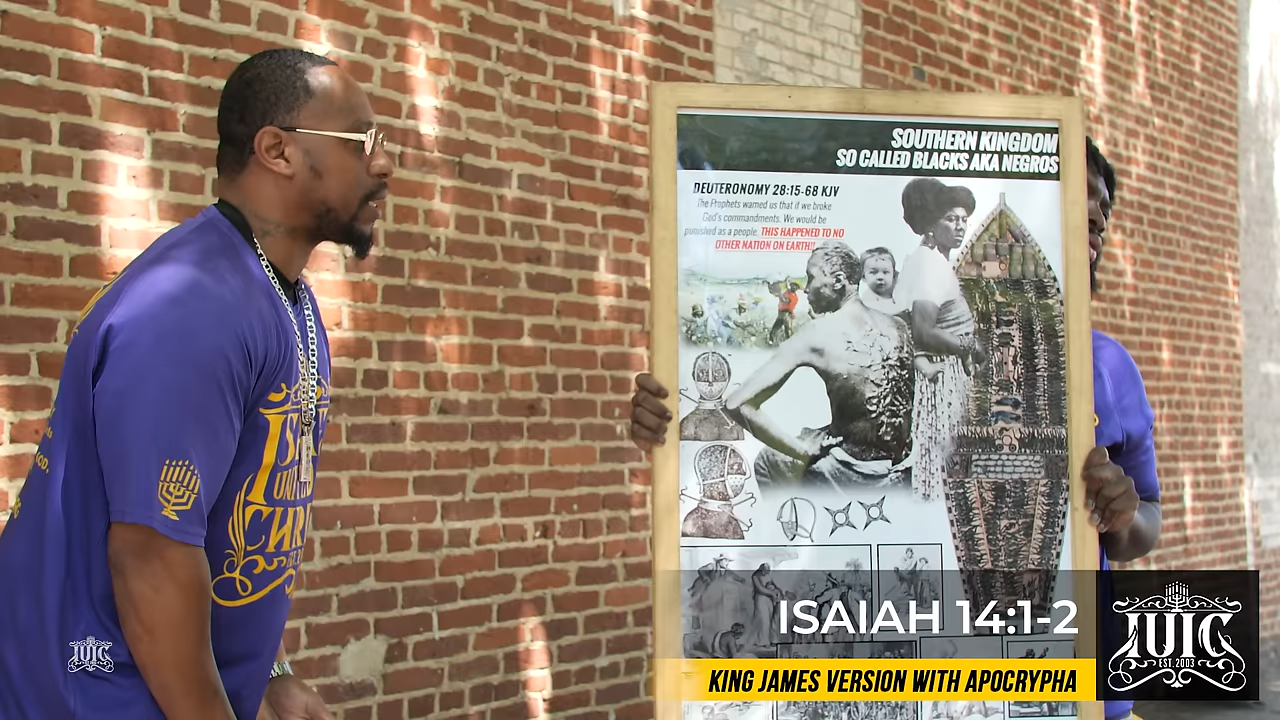 SOUTHERN KINGDOM
SO CALLED BLACKS AKA NEGROS
DEUTERONOMY 28:15-68 KJV
The Prophets warned us that if we broke
God's commandments. We would be
punished as a people. THIS HAPPENED TO NO
OTHER NATION ON EARTH!!
ISAIAH 14:1-2
KING JAMES VERSION WITH APOCRYPHA
IUIC
EST. 2003
IUIC